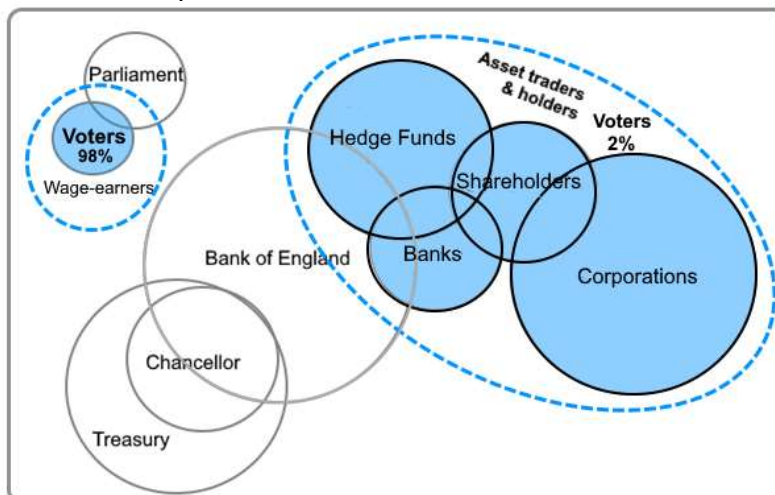 Parliament
Voters
98%
Wage-earners
Asset traders
& holders
Voters
2%
Hedge Funds
Shareholders
Banks
Corporations
Bank of England
Chancellor
Treasury